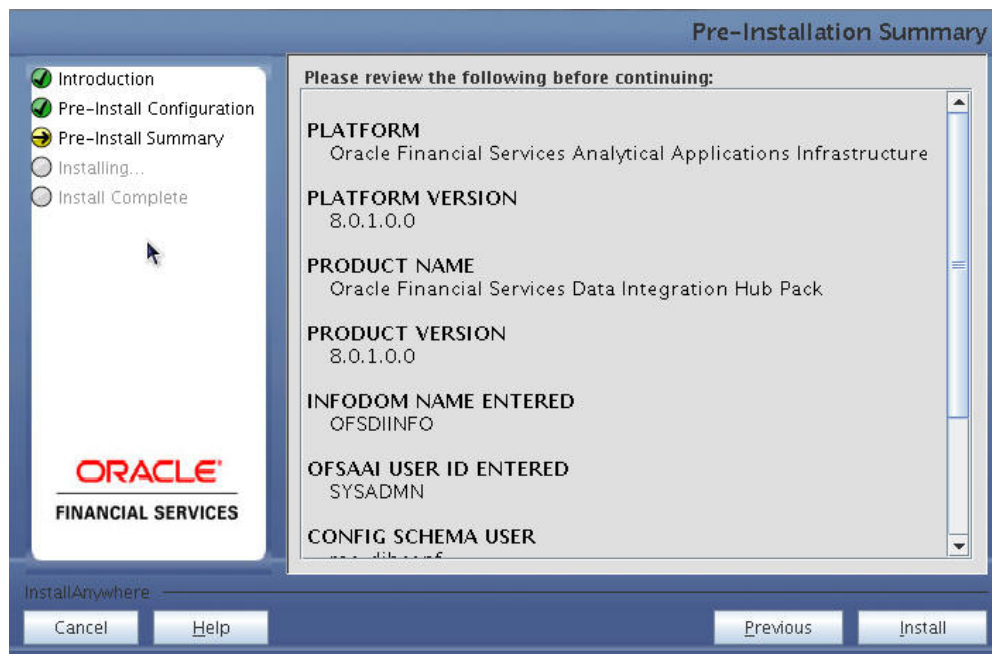 Pre-Installation Summary
Introduction
Pre-Install Configuration
Pre-Install Summary
Installing...
Install Complete
ORACLE
FINANCIAL SERVICES
Please review the following before continuing:
PLATFORM
Oracle Financial Services Analytical Applications Infrastructure
PLATFORM VERSION
8.0.1.0.0
PRODUCT NAME
Oracle Financial Services Data Integration Hub Pack
PRODUCT VERSION
8.0.1.0.0
INFODOM NAME ENTERED
OFSDIINFO
OFSAAI USER ID ENTERED
SYSADMN
CONFIG SCHEMA USER
InstallAnywhere
Cancel
Help
Previous
Install